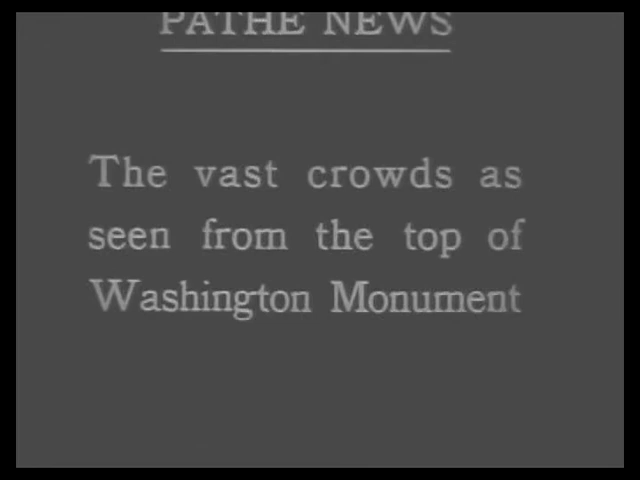 PATHE NEWS
The vast crowds as
seen from the top of
Washington Monument